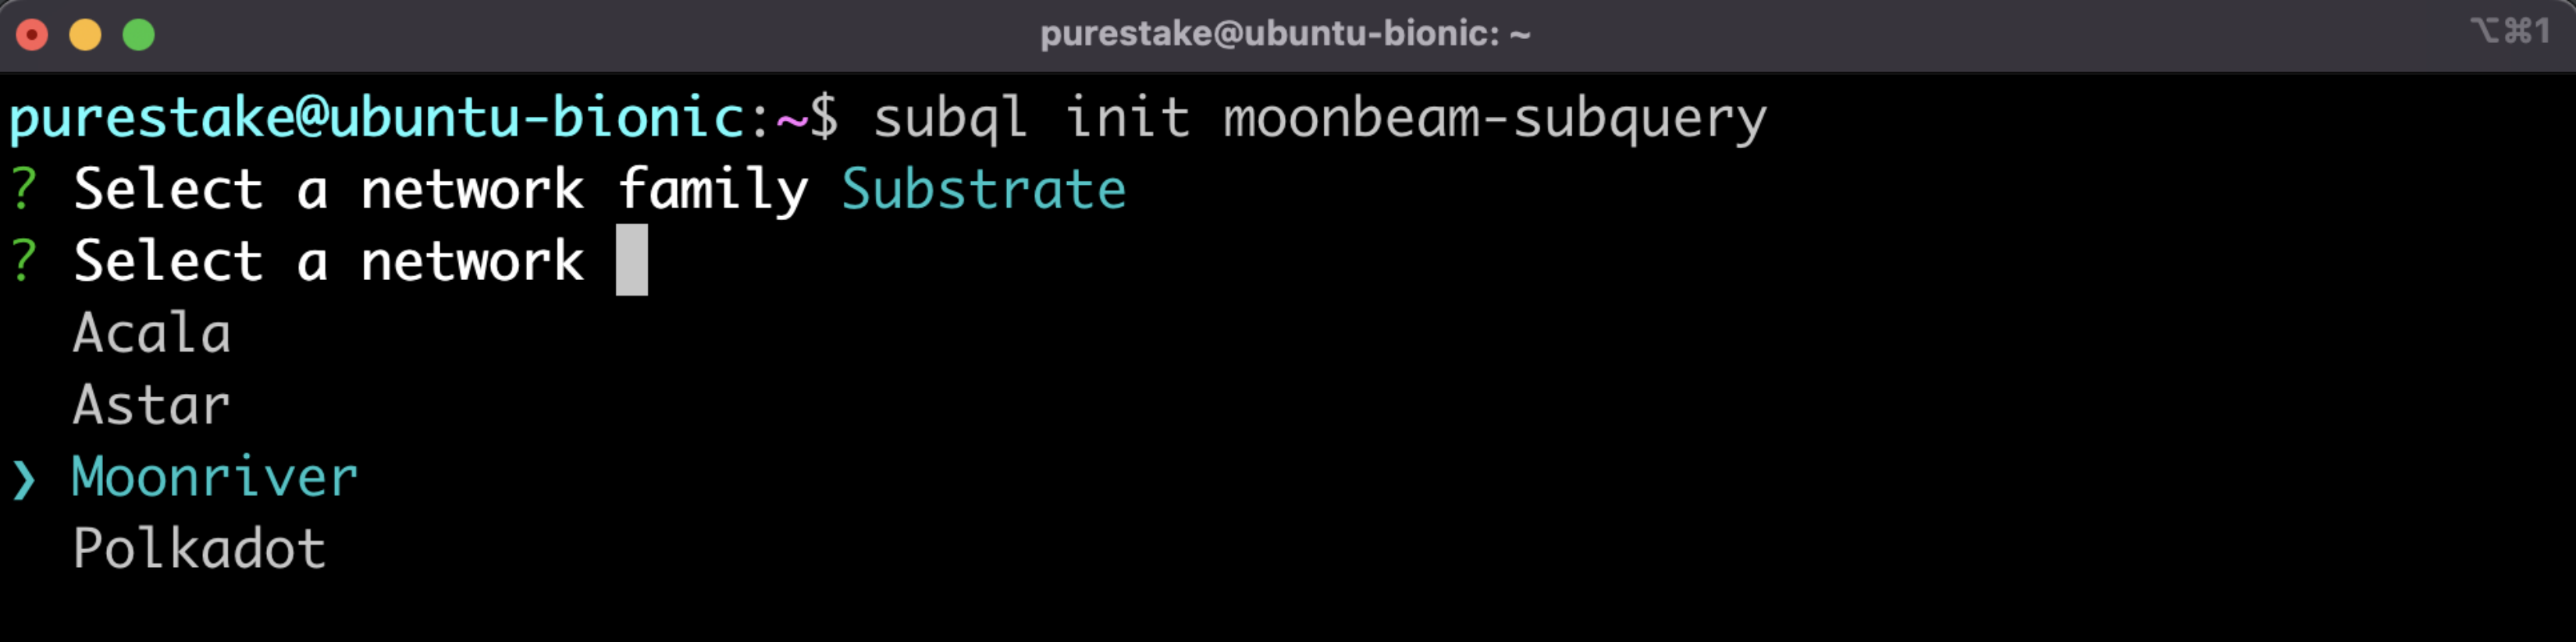 purestake@ubuntu-bionic: ~
⌥⌘1
purestake@ubuntu-bionic:~$ subql init moonbeam-subquery
? Select a network family Substrate
? Select a network
Acala
Astar
❯ Moonriver
Polkadot